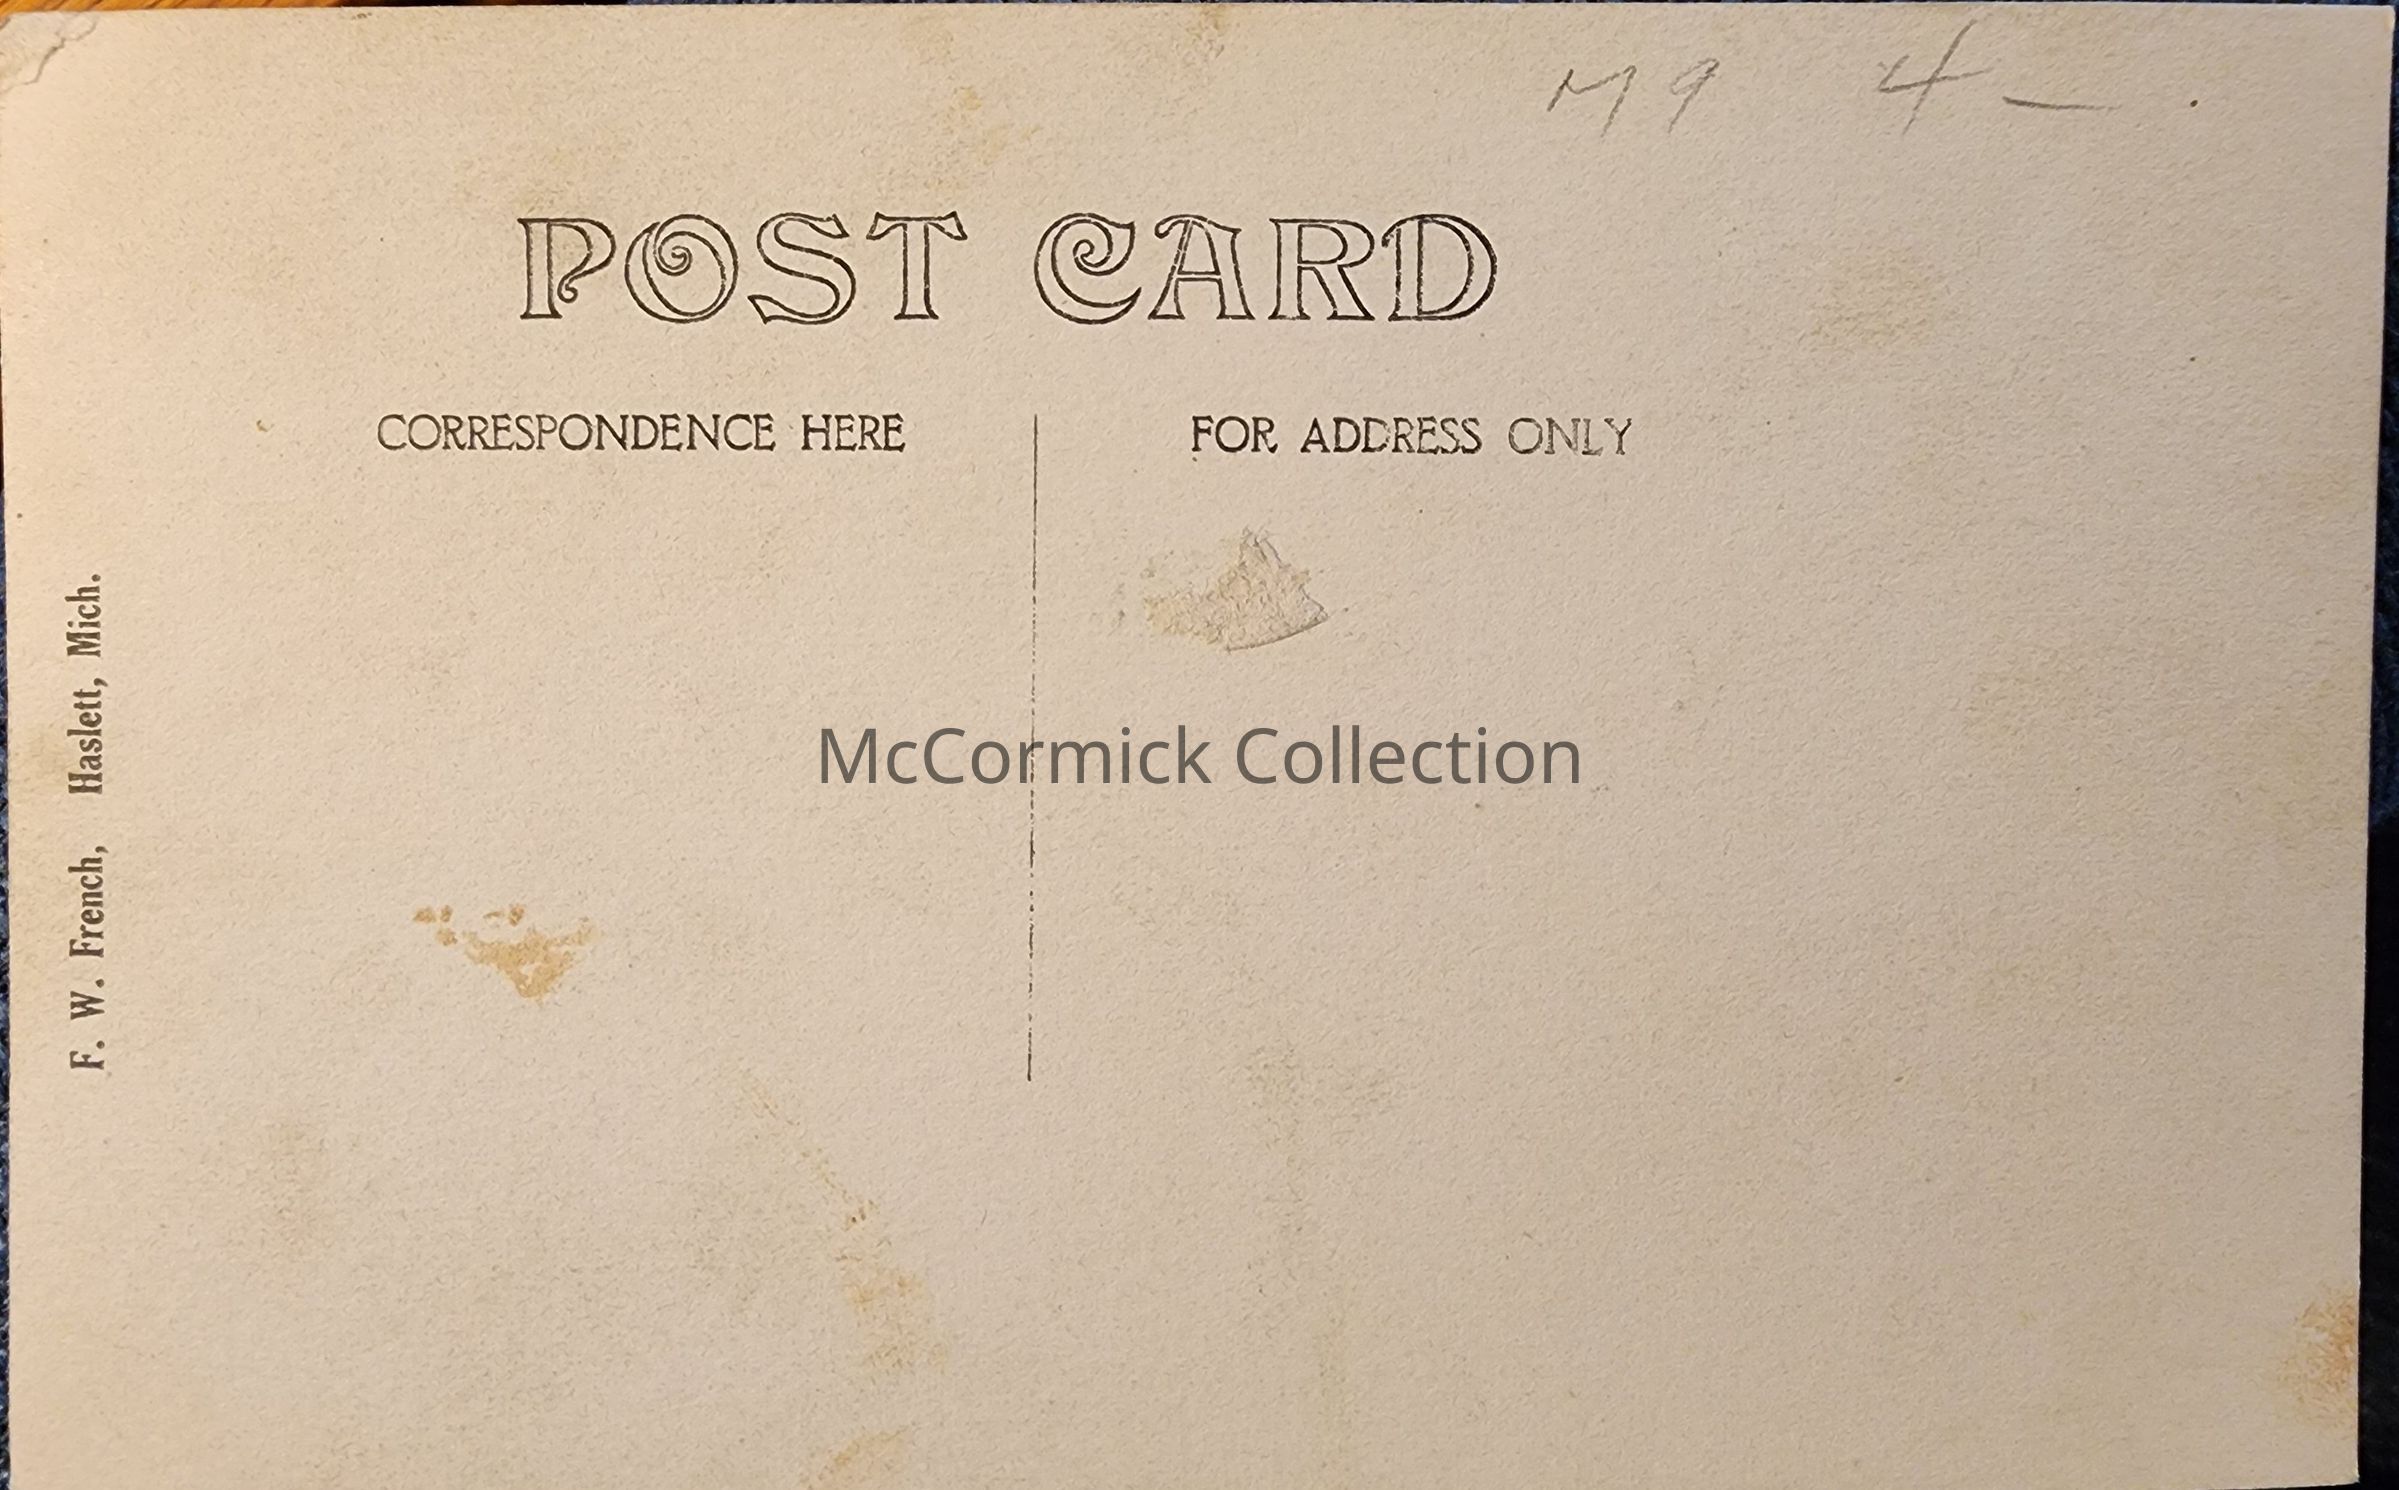 M9 4 —
POST CARD
CORRESPONDENCE HERE
FOR ADDRESS ONLY
F. W. French, Haslett, Mich.
McCormick Collection